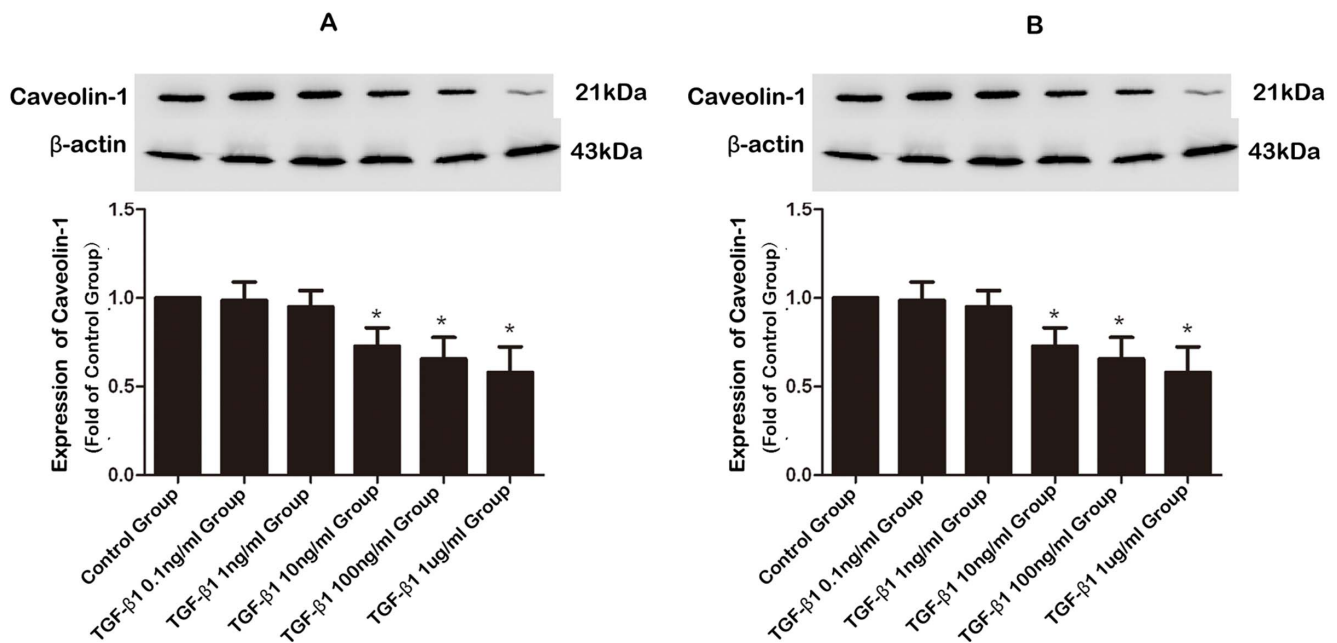 A
Caveolin-1
21kDa
β-actin
43kDa
Expression of Caveolin-1
(Fold of Control Group)
1.5
1.0
0.5
0.0
*
*
*
Control Group
TGF-β1 0.1ng/ml Group
TGF-β1 1ng/ml Group
TGF-β1 10ng/ml Group
TGF-β1 100ng/ml Group
TGF-β1 1ug/ml Group
B
Caveolin-1
21kDa
β-actin
43kDa
Expression of Caveolin-1
(Fold of Control Group)
1.5
1.0
0.5
0.0
*
*
*
Control Group
TGF-β1 0.1ng/ml Group
TGF-β1 1ng/ml Group
TGF-β1 10ng/ml Group
TGF-β1 100ng/ml Group
TGF-β1 1ug/ml Group